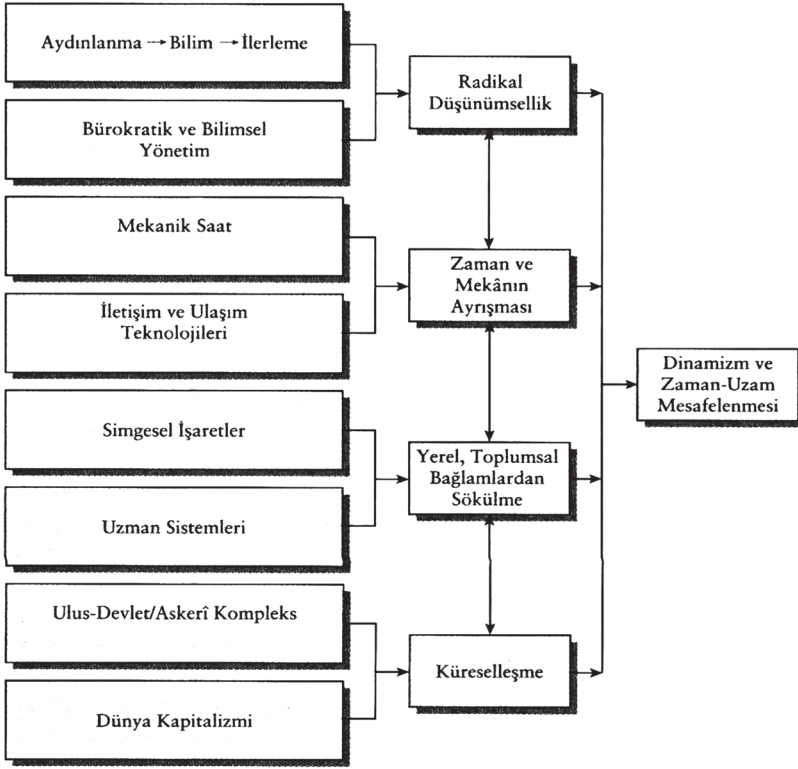 Aydınlanma → Bilim → İlerleme
Bürokratik ve Bilimsel
Yönetim
Mekanik Saat
İletişim ve Ulaşım
Teknolojileri
Simgesel İşaretler
Uzman Sistemleri
Ulus-Devlet/Askerî Kompleks
Dünya Kapitalizmi
Radikal
Düşünümsellik
Zaman ve
Mekânın
Ayrışması
Yerel, Toplumsal
Bağlamlardan
Sökülme
Küreselleşme
Dinamizm ve
Zaman-Uzam
Mesafelenmesi